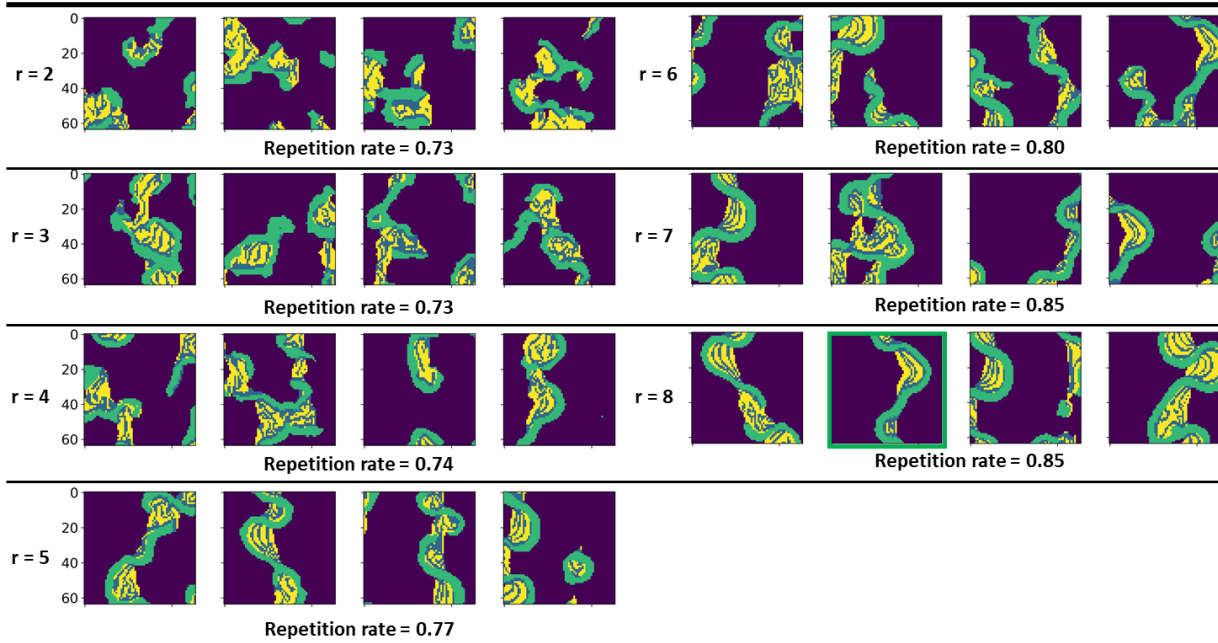 0
20
40
60
r = 2
Repetition rate = 0.73
r = 6
Repetition rate = 0.80
0
20
40
60
r = 3
Repetition rate = 0.73
r = 7
Repetition rate = 0.85
0
20
40
60
r = 4
Repetition rate = 0.74
r = 8
Repetition rate = 0.85
0
20
40
60
r = 5
Repetition rate = 0.77